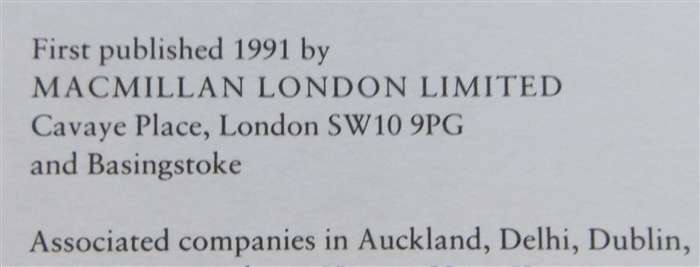 First published 1991 by
MACMILLAN LONDON LIMITED
Cavaye Place, London SW10 9PG
and Basingstoke
Associated companies in Auckland, Delhi, Dublin,